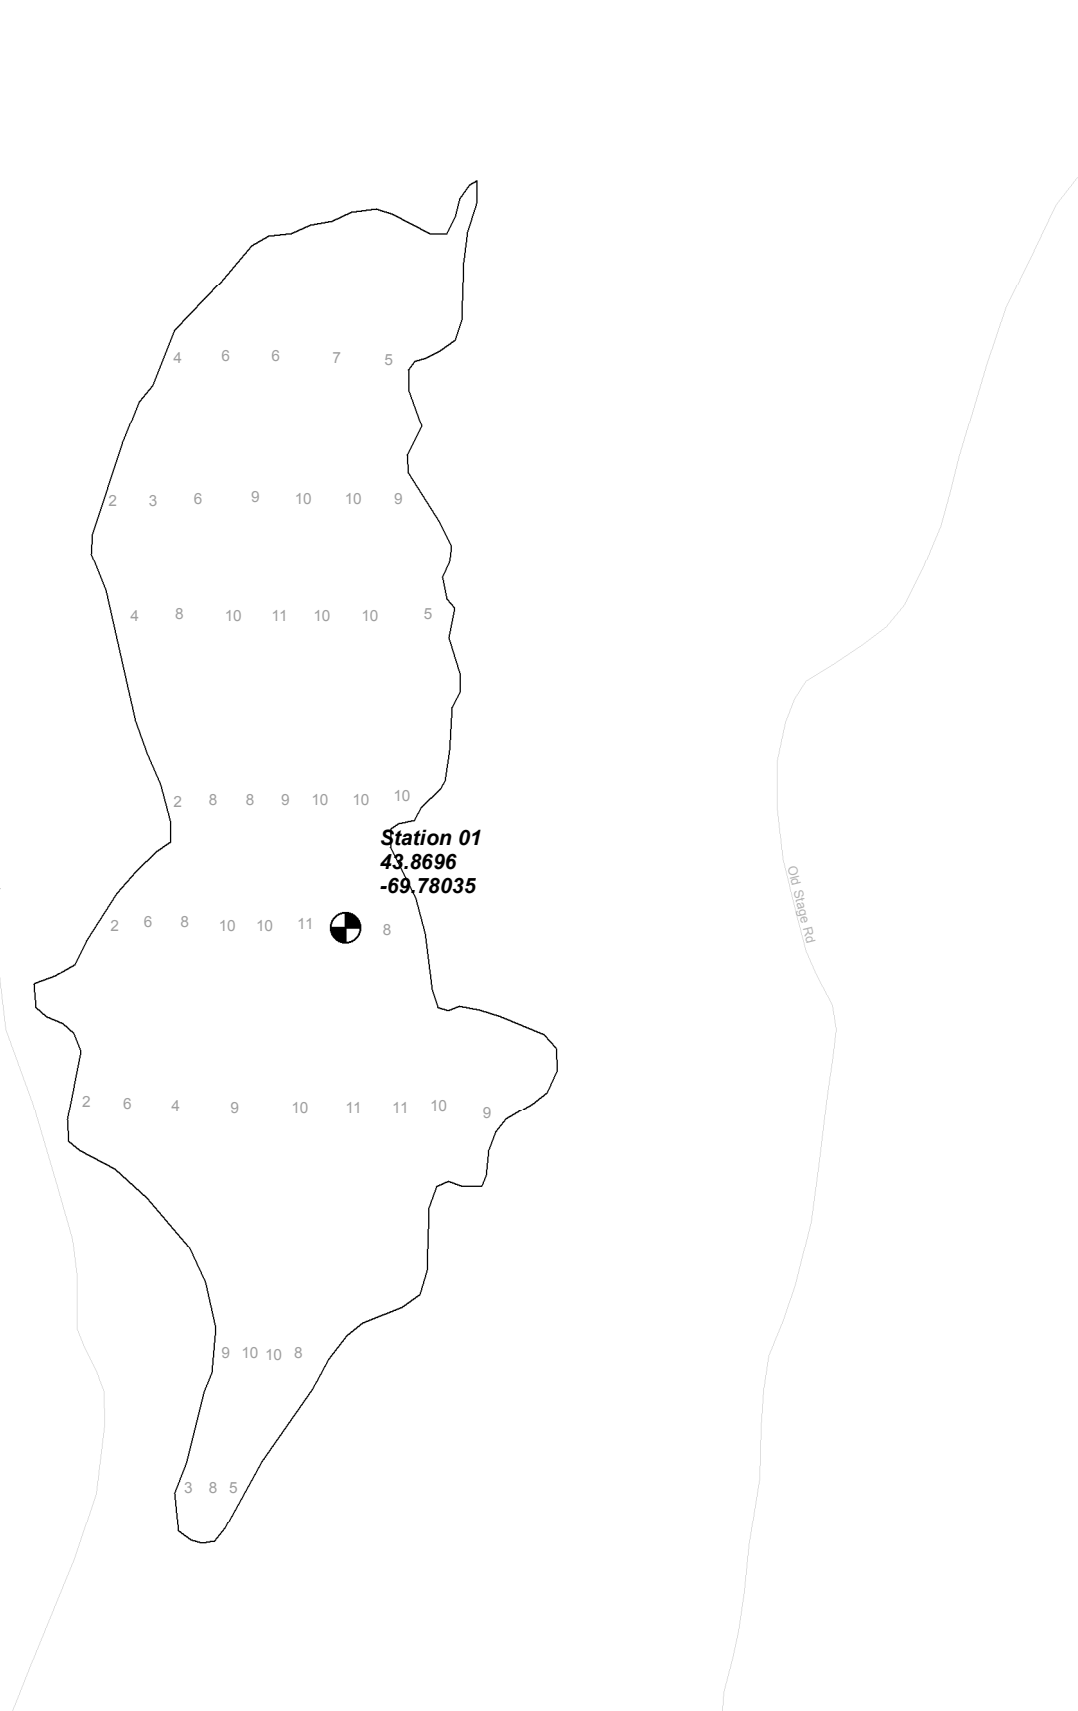 4 6 6 7 5
2 3 6 9 10 10 9
4 8 10 11 10 10 5
2 8 8 9 10 10 10
Station 01
43.8696
-69.78035
Old Stage Rd
2 6 8 10 10 11 8
2 6 4 9 10 11 11 10 9
9 10 10 8
3 8 5